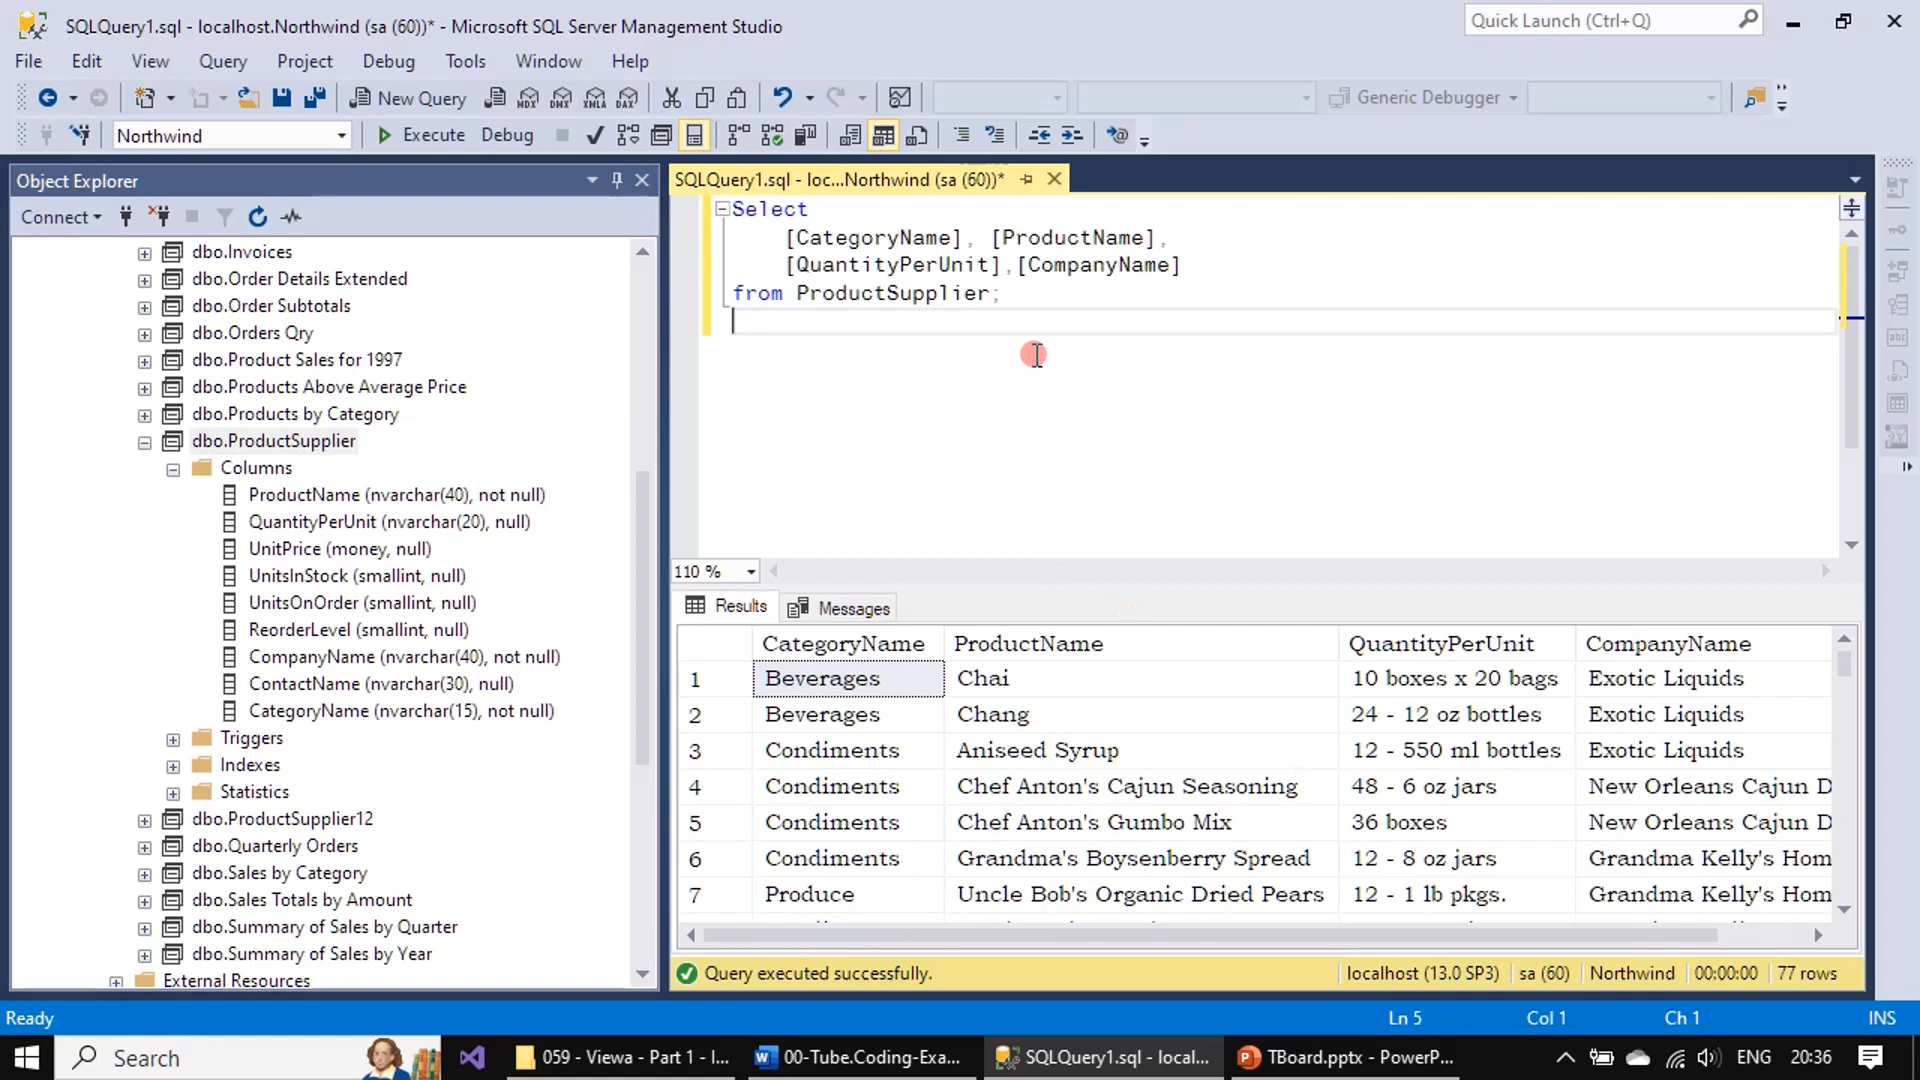 SQLQuery1.sql - localhost.Northwind (sa (60))* - Microsoft SQL Server Management Studio
Quick Launch (Ctrl+Q)
File Edit View Query Project Debug Tools Window Help
New Query
MDX DMX XMLA DAX
Generic Debugger
Northwind
Execute Debug
Object Explorer
Connect
dbo.Invoices
dbo.Order Details Extended
dbo.Order Subtotals
dbo.Orders Qry
dbo.Product Sales for 1997
dbo.Products Above Average Price
dbo.Products by Category
dbo.ProductSupplier
Columns
ProductName (nvarchar(40), not null)
QuantityPerUnit (nvarchar(20), null)
UnitPrice (money, null)
UnitsInStock (smallint, null)
UnitsOnOrder (smallint, null)
ReorderLevel (smallint, null)
CompanyName (nvarchar(40), not null)
ContactName (nvarchar(30), null)
CategoryName (nvarchar(15), not null)
Triggers
Indexes
Statistics
dbo.ProductSupplier12
dbo.Quarterly Orders
dbo.Sales by Category
dbo.Sales Totals by Amount
dbo.Summary of Sales by Quarter
dbo.Summary of Sales by Year
External Resources
SQLQuery1.sql - loc...Northwind (sa (60))*
Select
[CategoryName], [ProductName],
[QuantityPerUnit],[CompanyName]
from ProductSupplier;
110 %
Results Messages
CategoryName ProductName QuantityPerUnit CompanyName
1 Beverages Chai 10 boxes x 20 bags Exotic Liquids
2 Beverages Chang 24 - 12 oz bottles Exotic Liquids
3 Condiments Aniseed Syrup 12 - 550 ml bottles Exotic Liquids
4 Condiments Chef Anton's Cajun Seasoning 48 - 6 oz jars New Orleans Cajun D
5 Condiments Chef Anton's Gumbo Mix 36 boxes New Orleans Cajun D
6 Condiments Grandma's Boysenberry Spread 12 - 8 oz jars Grandma Kelly's Hom
7 Produce Uncle Bob's Organic Dried Pears 12 - 1 lb pkgs. Grandma Kelly's Hom
Query executed successfully. localhost (13.0 SP3) sa (60) Northwind 00:00:00 77 rows
Ready Ln 5 Col 1 Ch 1 INS
Search 059 - Viewa - Part 1 - I... 00-Tube.Coding-Exa... SQLQuery1.sql - local... TBoard.pptx - PowerP... ENG 20:36